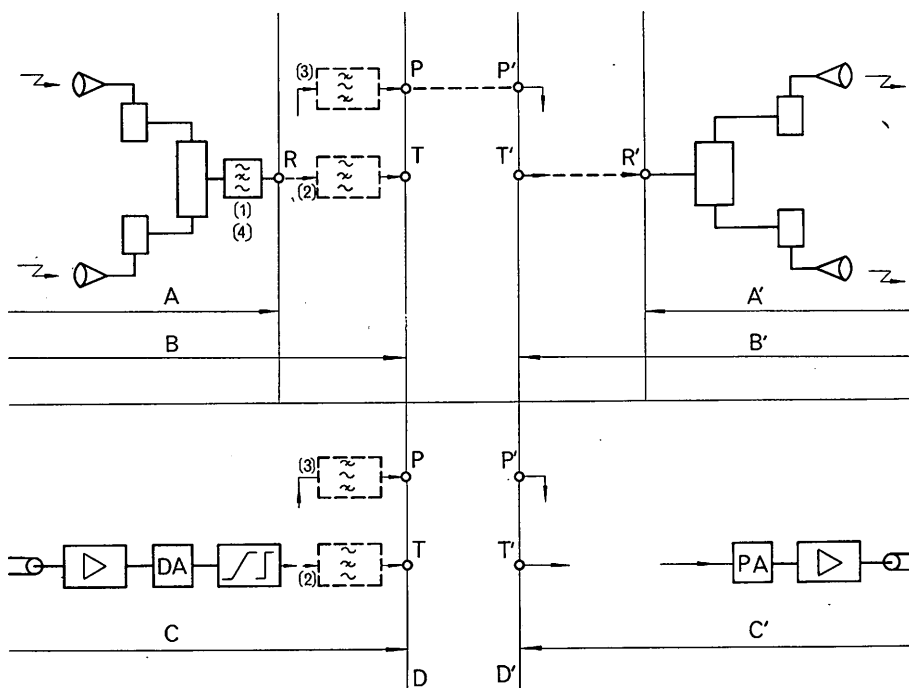 (3) P P'
R (2) T T' R'
(1)
(4)
A A'
B B'
(3) P P'
DA (2) T T' PA
C C'
D D'